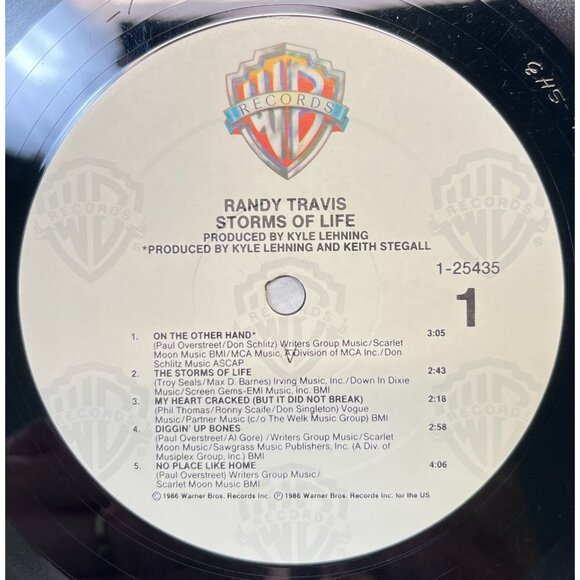 WB
RECORDS
RANDY TRAVIS
STORMS OF LIFE
PRODUCED BY KYLE LEHNING
*PRODUCED BY KYLE LEHNING AND KEITH STEGALL
1-25435
1
1. ON THE OTHER HAND* 3:05
(Paul Overstreet/Don Schlitz) Writers Group Music/Scarlet
Moon Music BMI/MCA Music, A Division of MCA Inc./Don
Schlitz Music ASCAP
2. THE STORMS OF LIFE 2:43
(Troy Seals/Max D. Barnes) Irving Music, Inc./Down In Dixie
Music/Screen Gems-EMI Music, Inc. BMI
3. MY HEART CRACKED (BUT IT DID NOT BREAK) 2:18
(Phil Thomas/Ronny Scaife/Don Singleton) Vogue
Music/Partner Music (c/o The Welk Music Group) BMI
4. DIGGIN' UP BONES 2:58
(Paul Overstreet/Al Gore)/Writers Group Music/Scarlet
Moon Music/Sawgrass Music Publishers, Inc. (A Div. of
Musiplex Group, Inc.) BMI
5. NO PLACE LIKE HOME 4:06
(Paul Overstreet) Writers Group Music/
Scarlet Moon Music BMI
© 1986 Warner Bros. Records Inc. ℗ 1986 Warner Bros. Records Inc. for the US